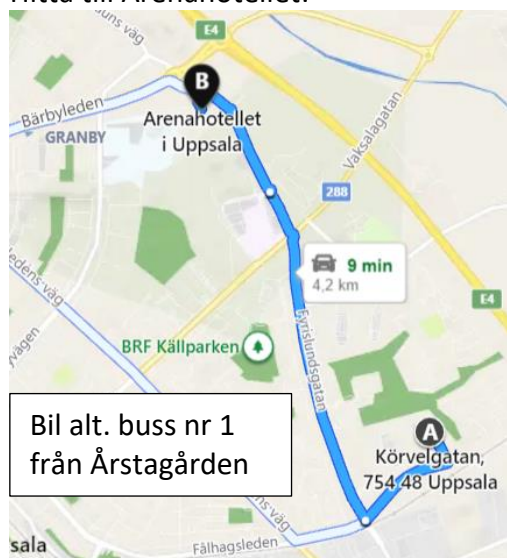 Hitta till Arenahotellet:
E4
B
Bärbyleden
Arenahotellet
i Uppsala
GRANBY
Vaksalagatan
288
9 min
4,2 km
E4
Fyrislundsgatan
BRF Källparken
A
Körvelgatan,
754 48 Uppsala
Bil alt. buss nr 1
från Årstagården
Fålhagsleden
sala